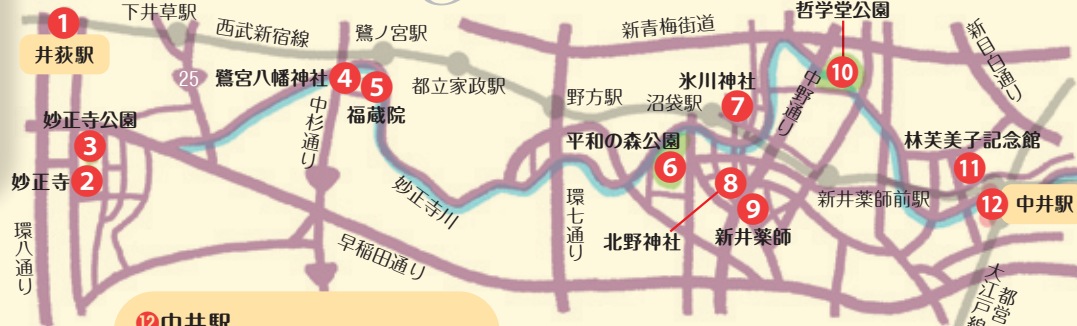 1
井荻駅
下井草駅
西武新宿線
鷺ノ宮駅
25
鷺宮八幡神社
4
5
福蔵院
都立家政駅
中杉通り
妙正寺公園
3
妙正寺
2
環八通り
妙正寺川
早稲田通り
新青梅街道
野方駅
沼袋駅
氷川神社
7
平和の森公園
6
環七通り
8
北野神社
9
新井薬師
中野通り
哲学堂公園
10
新井薬師前駅
新目白通り
林芙美子記念館
11
12
中井駅
都営
大江戸線
12中井駅